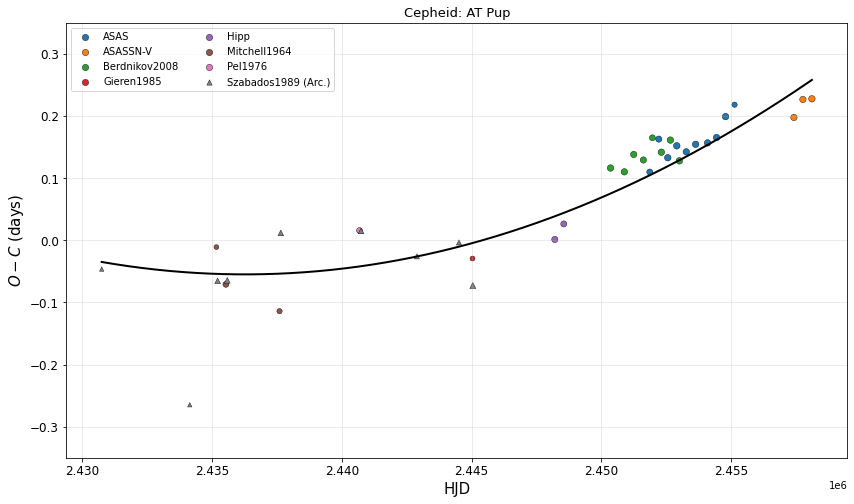 Cepheid: AT Pup
ASAS
ASASSN-V
Berdnikov2008
Gieren1985
Hipp
Mitchell1964
Pel1976
Szabados1989 (Arc.)
O − C (days)
0.3
0.2
0.1
0.0
−0.1
−0.2
−0.3
2.430 2.435 2.440 2.445 2.450 2.455
1e6
HJD